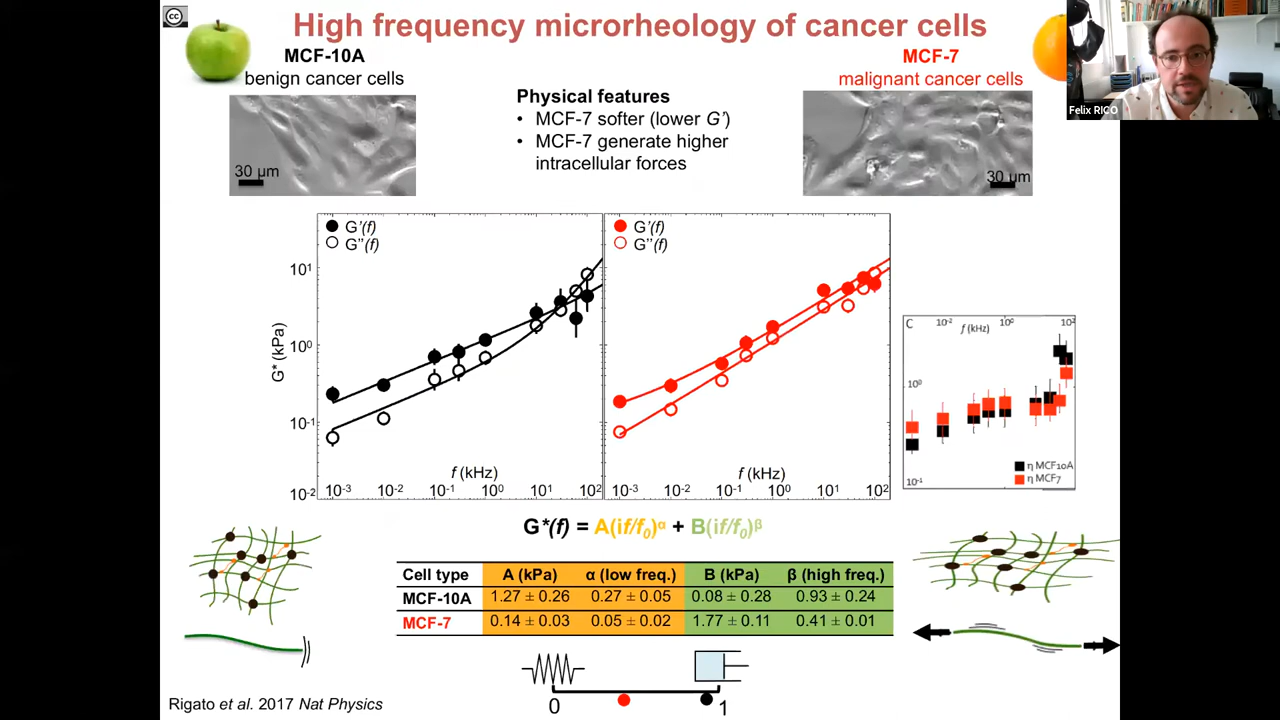 cc
High frequency microrheology of cancer cells
MCF-10A
benign cancer cells
MCF-7
malignant cancer cells
Felix RICO
Physical features
• MCF-7 softer (lower G’)
• MCF-7 generate higher
intracellular forces
30 µm
30 µm
G’(f)
G’’(f)
G’(f)
G’’(f)
10¹
10⁰
10⁻¹
10⁻²
G* (kPa)
f (kHz)
10⁻³ 10⁻² 10⁻¹ 10⁰ 10¹ 10²
f (kHz)
10⁻³ 10⁻² 10⁻¹ 10⁰ 10¹ 10²
C
10⁻² 10⁰ 10²
f (kHz)
10⁰
10⁻¹
η MCF10A
η MCF7
G*(f) = A(if/f₀)ᵅ + B(if/f₀)ᵝ
Cell type A (kPa) α (low freq.) B (kPa) β (high freq.)
MCF-10A 1.27 ± 0.26 0.27 ± 0.05 0.08 ± 0.28 0.93 ± 0.24
MCF-7 0.14 ± 0.03 0.05 ± 0.02 1.77 ± 0.11 0.41 ± 0.01
0 1
Rigato et al. 2017 Nat Physics